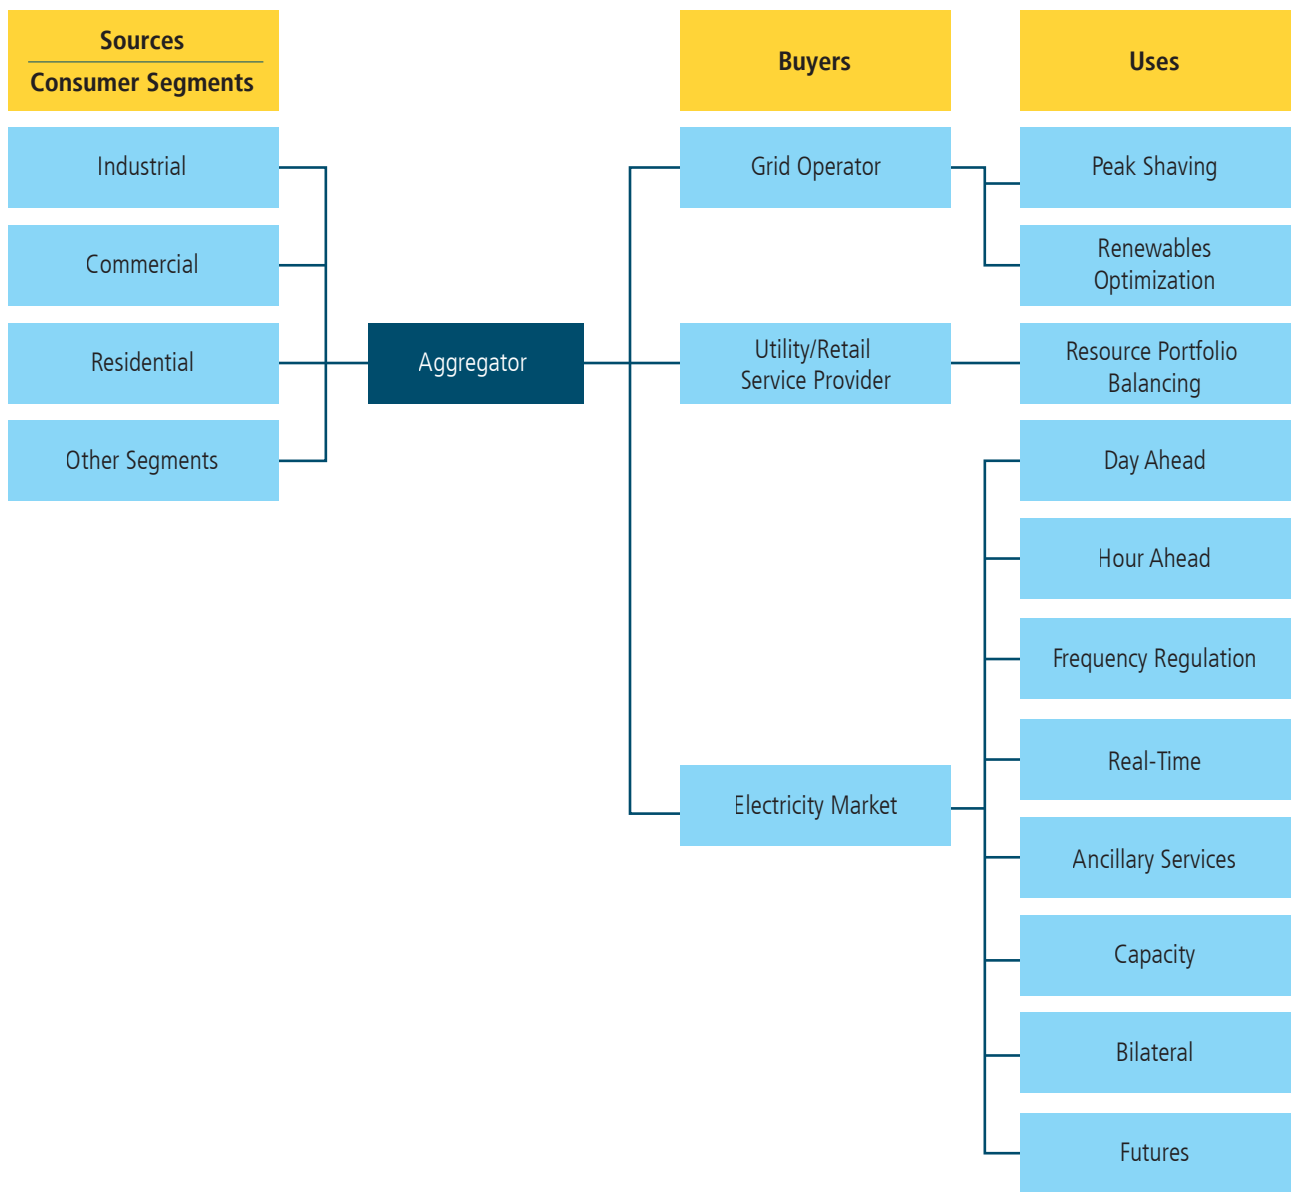 Sources
Consumer Segments
Buyers
Uses
Industrial
Commercial
Residential
Other Segments
Aggregator
Grid Operator
Utility/Retail
Service Provider
Electricity Market
Peak Shaving
Renewables
Optimization
Resource Portfolio
Balancing
Day Ahead
Hour Ahead
Frequency Regulation
Real-Time
Ancillary Services
Capacity
Bilateral
Futures